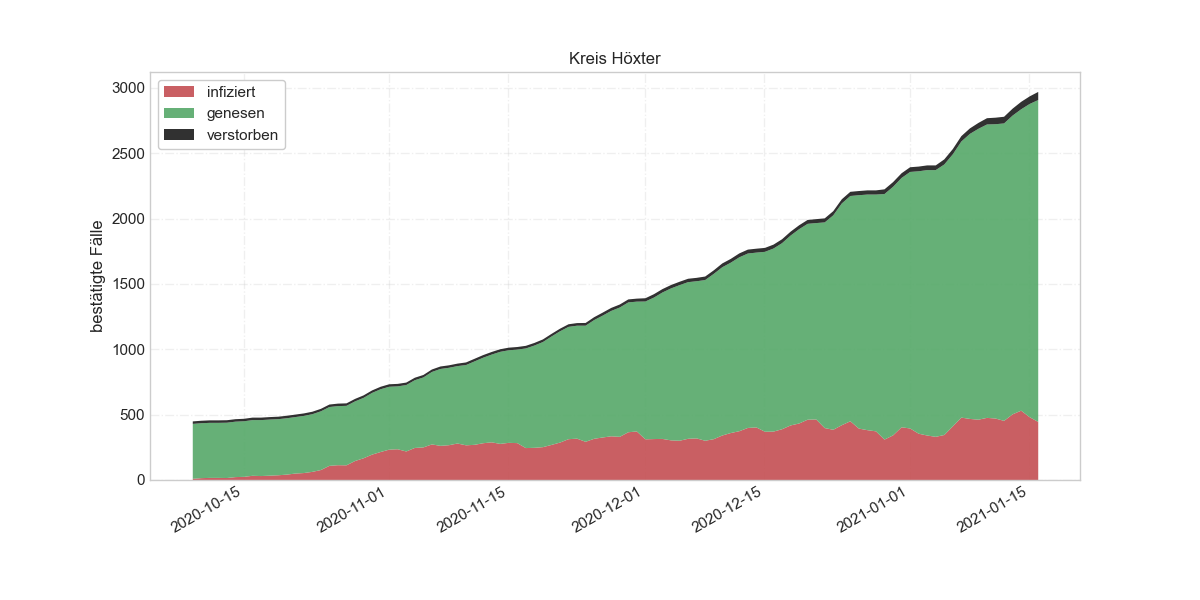 Kreis Höxter
infiziert
genesen
verstorben
bestätigte Fälle
3000
2500
2000
1500
1000
500
0
2020-10-15
2020-11-01
2020-11-15
2020-12-01
2020-12-15
2021-01-01
2021-01-15